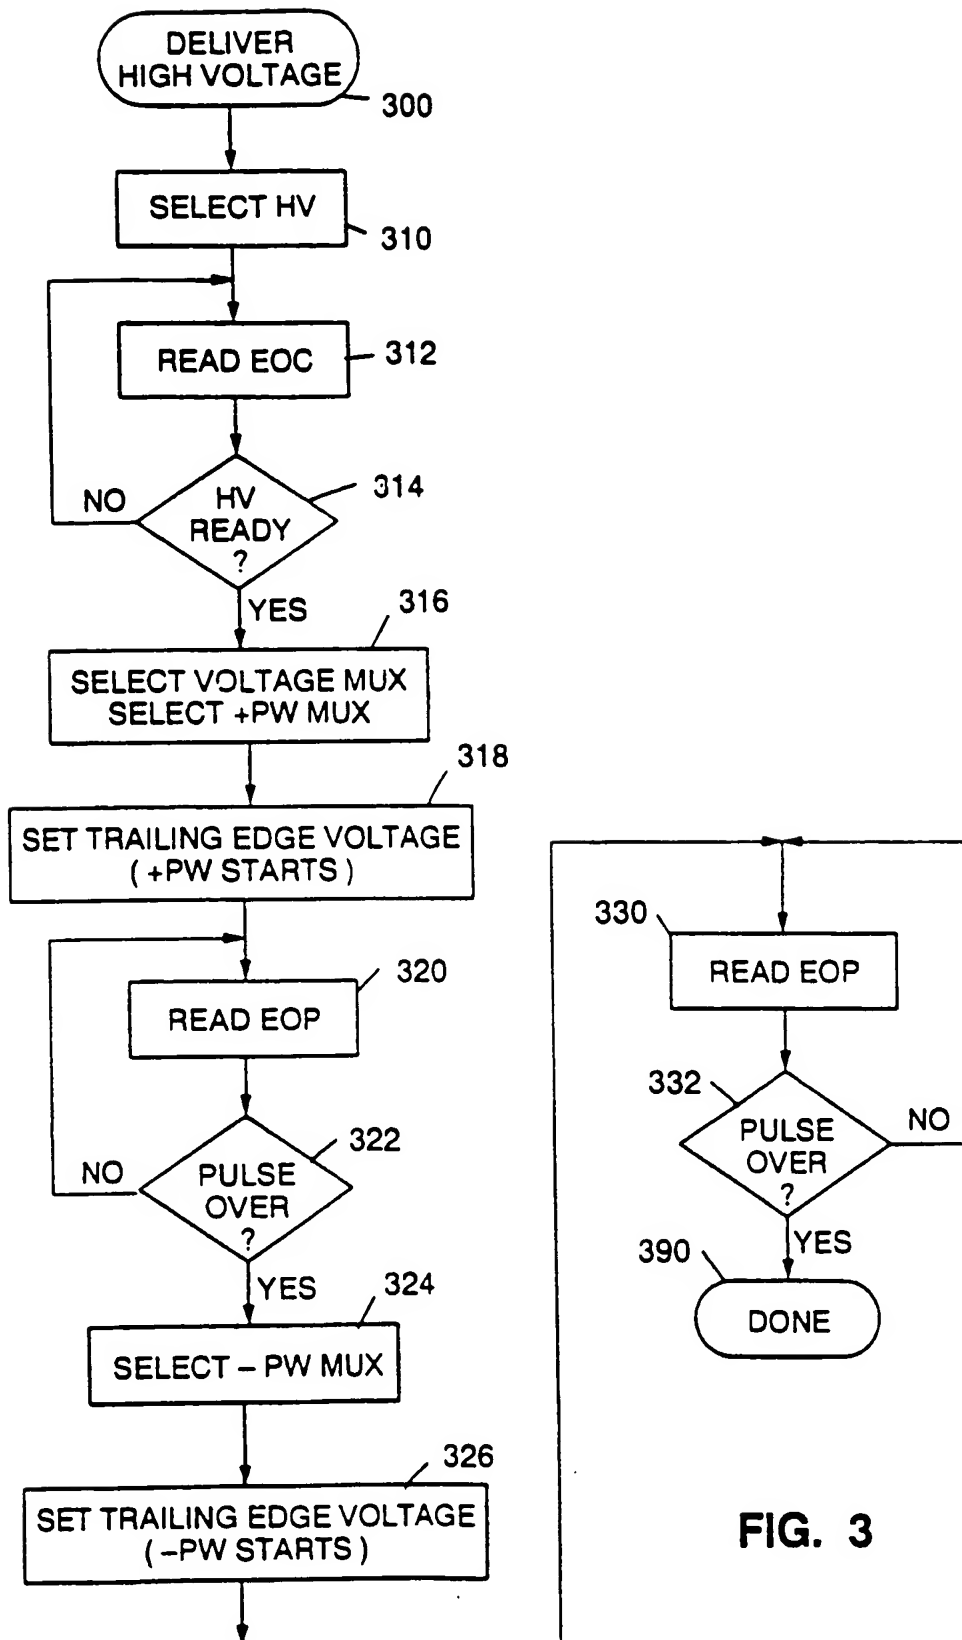 DELIVER
HIGH VOLTAGE
300
SELECT HV
310
READ EOC
312
HV
READY
?
314
NO
YES
316
SELECT VOLTAGE MUX
SELECT +PW MUX
318
SET TRAILING EDGE VOLTAGE
( +PW STARTS )
320
READ EOP
322
PULSE
OVER
?
NO
YES
324
SELECT – PW MUX
326
SET TRAILING EDGE VOLTAGE
( –PW STARTS )
330
READ EOP
332
PULSE
OVER
?
NO
YES
390
DONE
FIG. 3